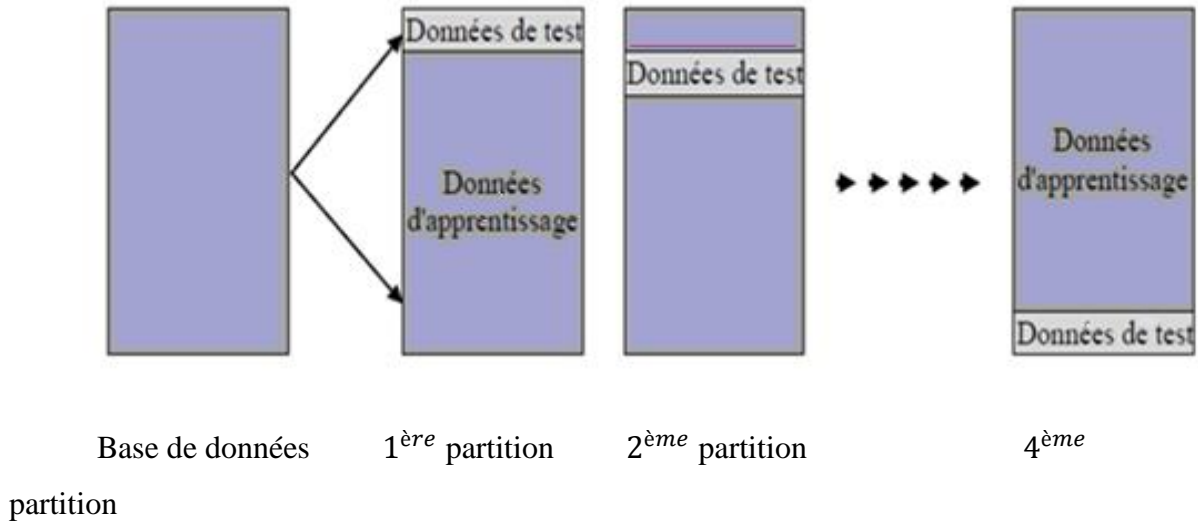 Données de test
Données
d'apprentissage
Données de test
Données
d'apprentissage
Données de test
Base de données 1ère partition 2ème partition 4ème
partition